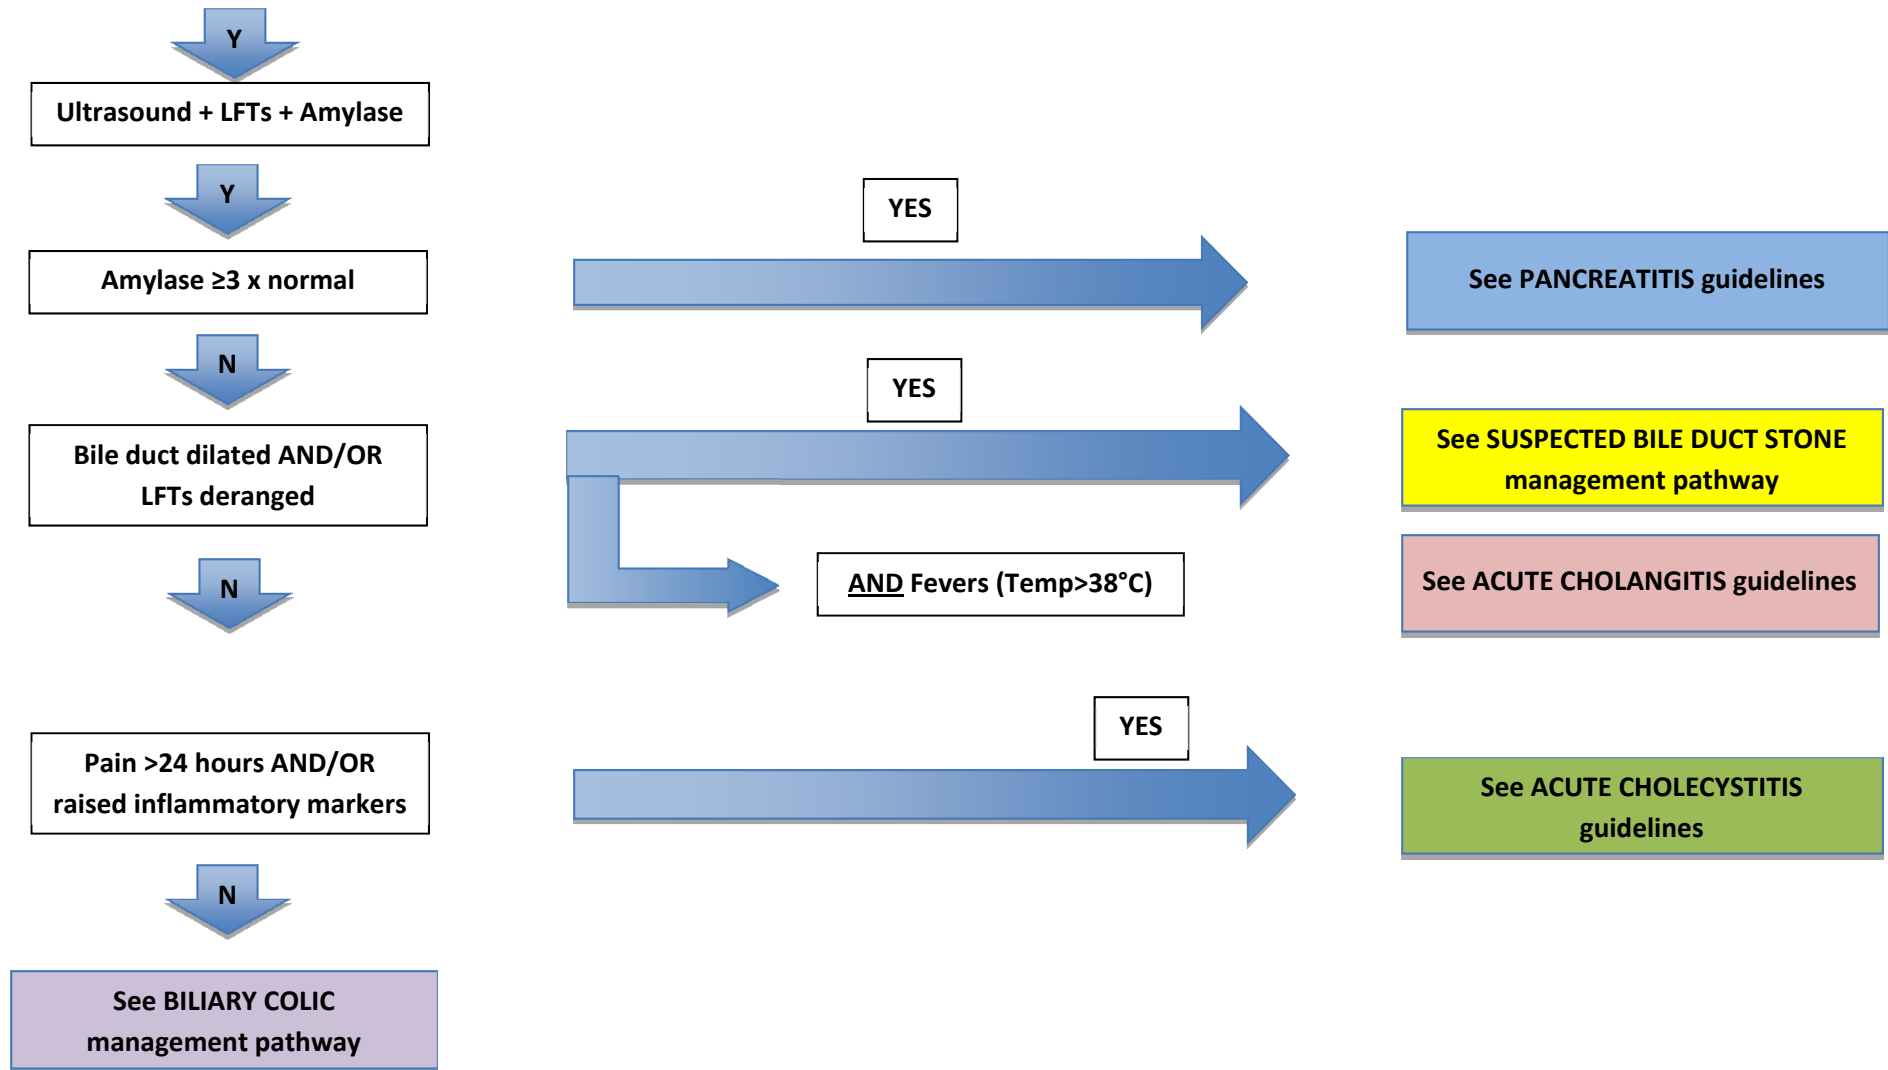 Y
Ultrasound + LFTs + Amylase
Y
YES
Amylase ≥3 x normal
See PANCREATITIS guidelines
N
YES
Bile duct dilated AND/OR
LFTs deranged
See SUSPECTED BILE DUCT STONE
management pathway
N
AND Fevers (Temp>38°C)
See ACUTE CHOLANGITIS guidelines
YES
Pain >24 hours AND/OR
raised inflammatory markers
See ACUTE CHOLECYSTITIS
guidelines
N
See BILIARY COLIC
management pathway